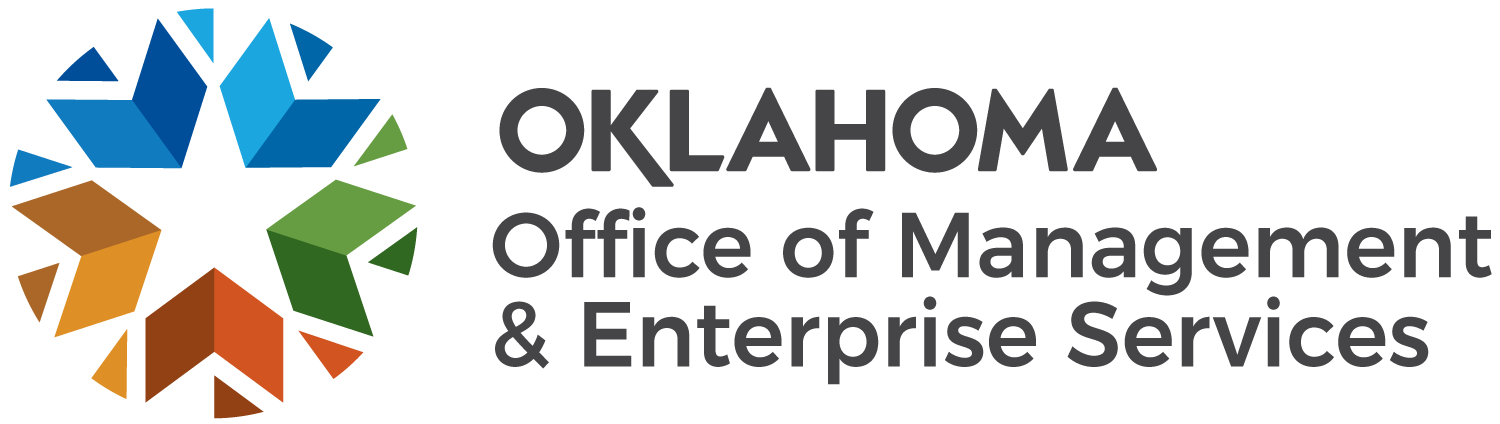 OKLAHOMA
Office of Management
& Enterprise Services